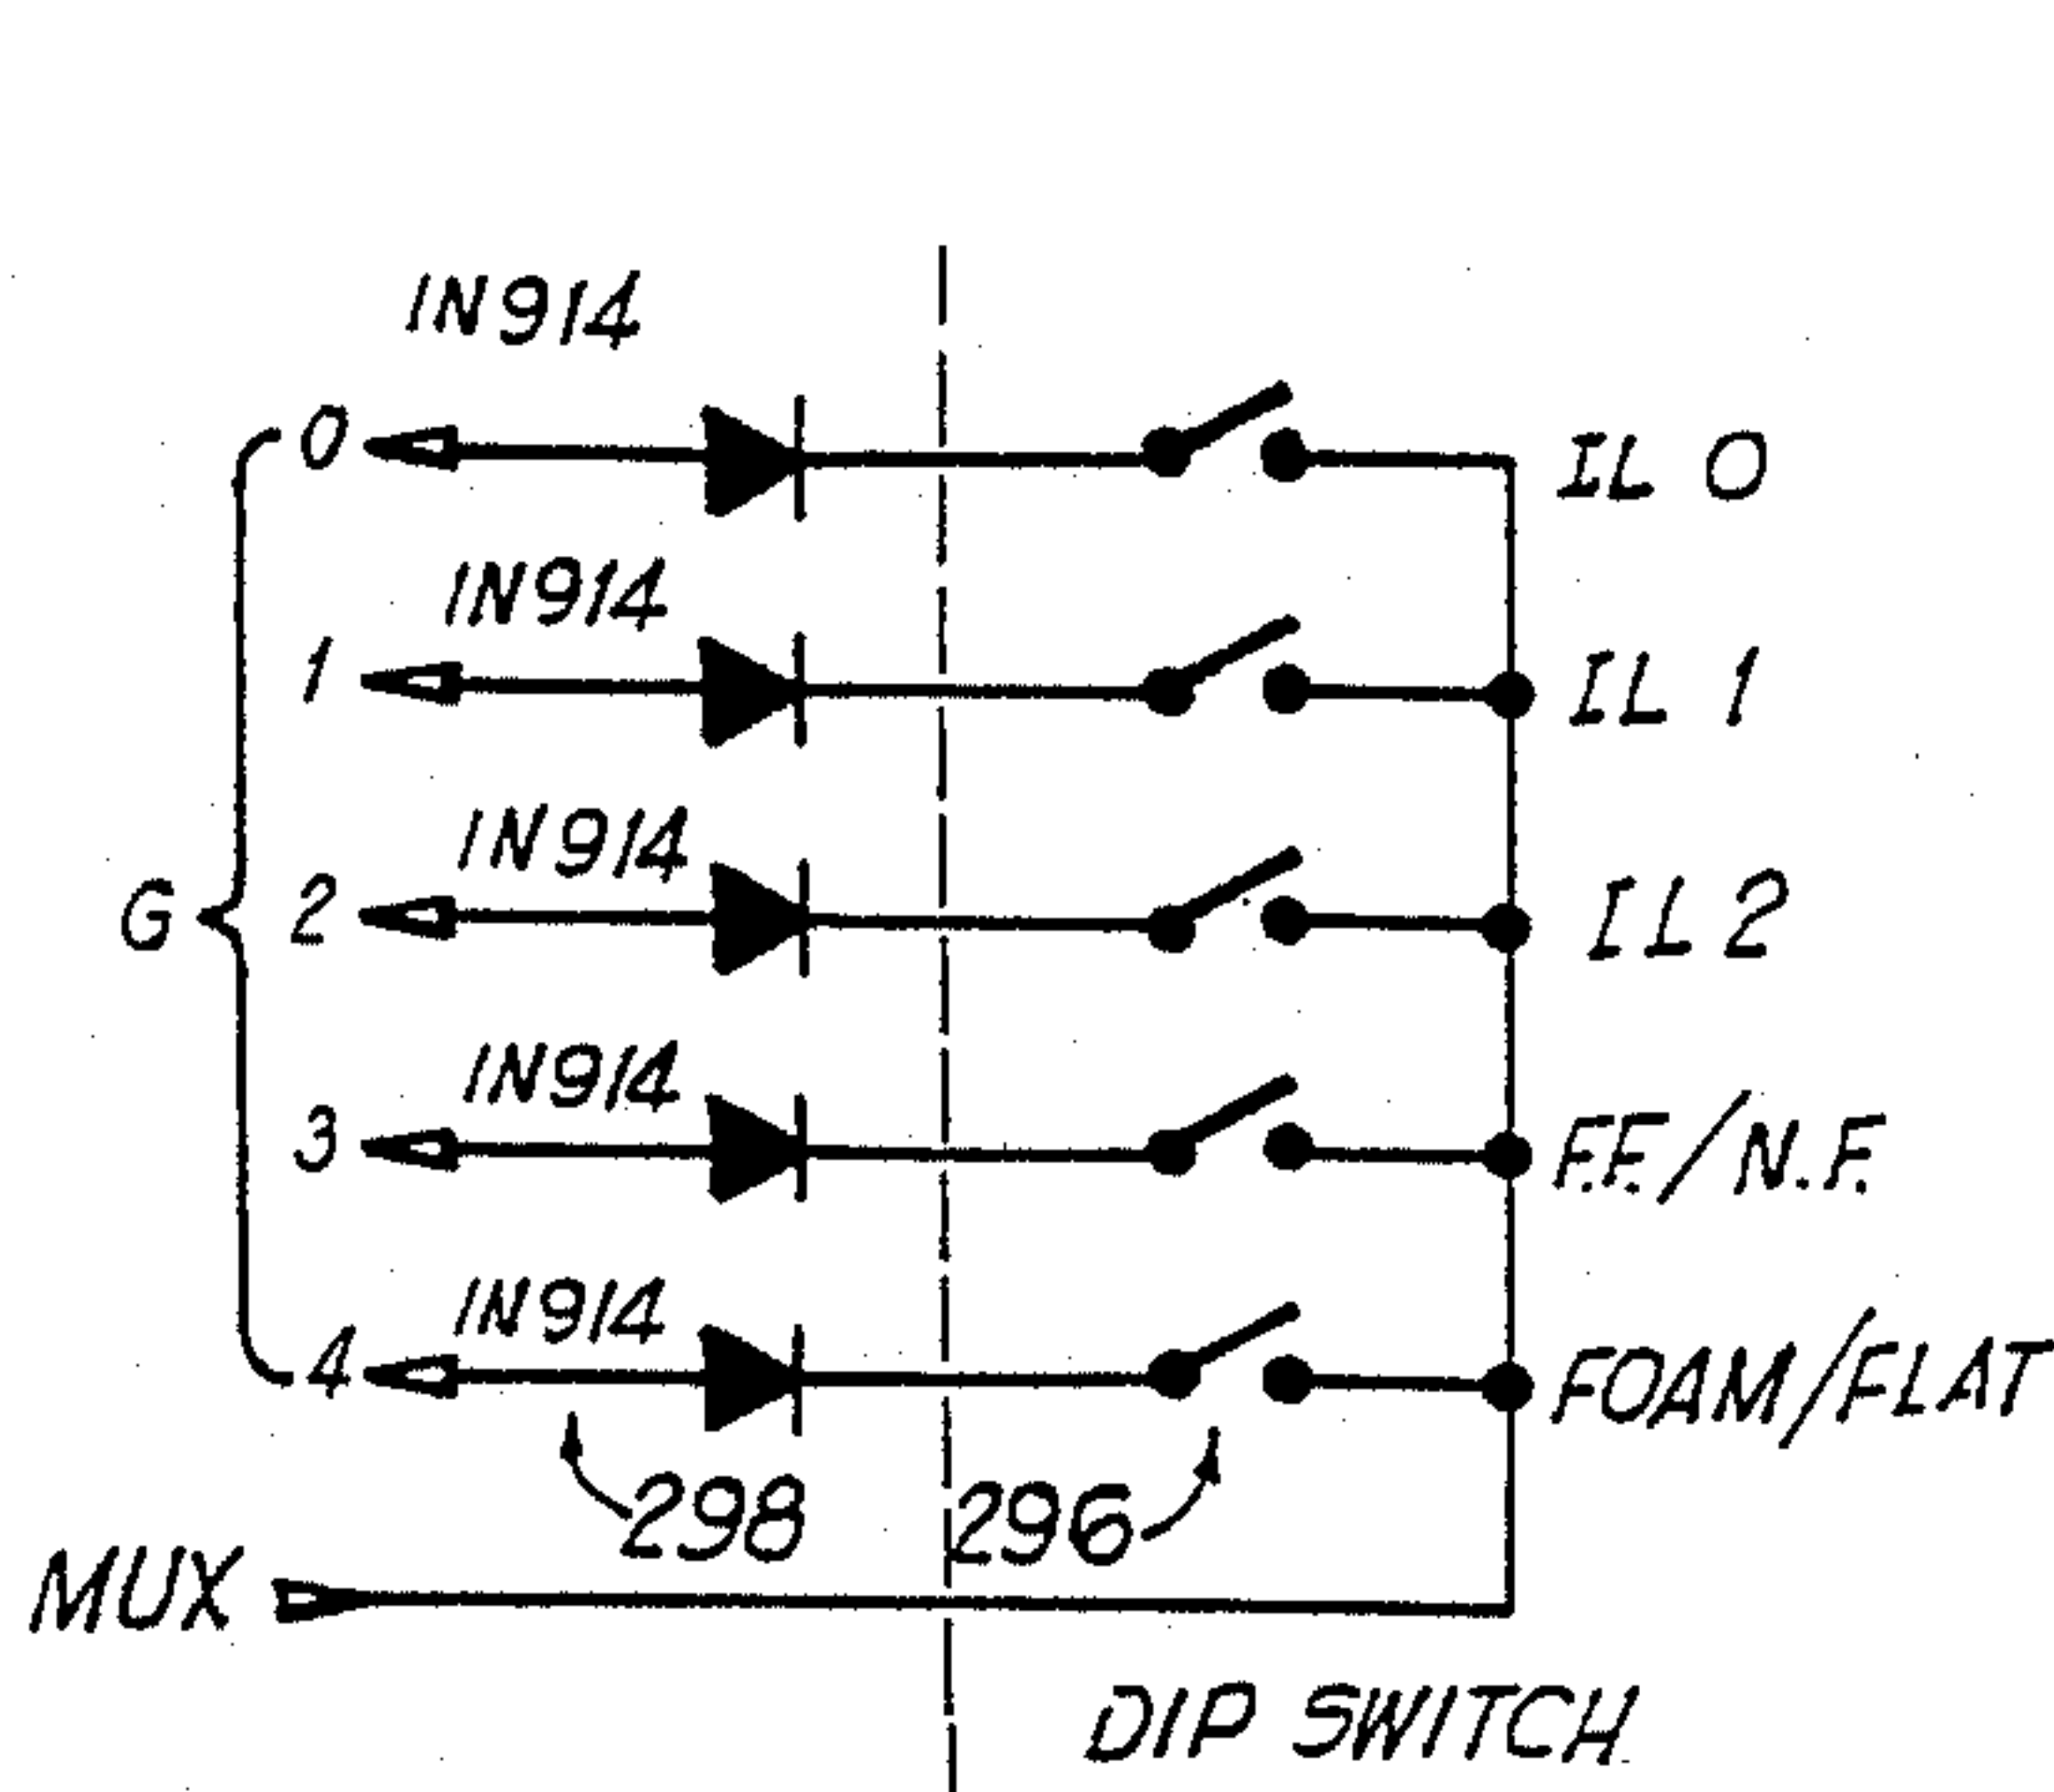 IN914
0 IL 0
IN914
1 IL 1
IN914
G 2 IL 2
IN914
3 F.F./N.F.
IN914
4 FOAM/FLAT
298 296
MUX
DIP SWITCH